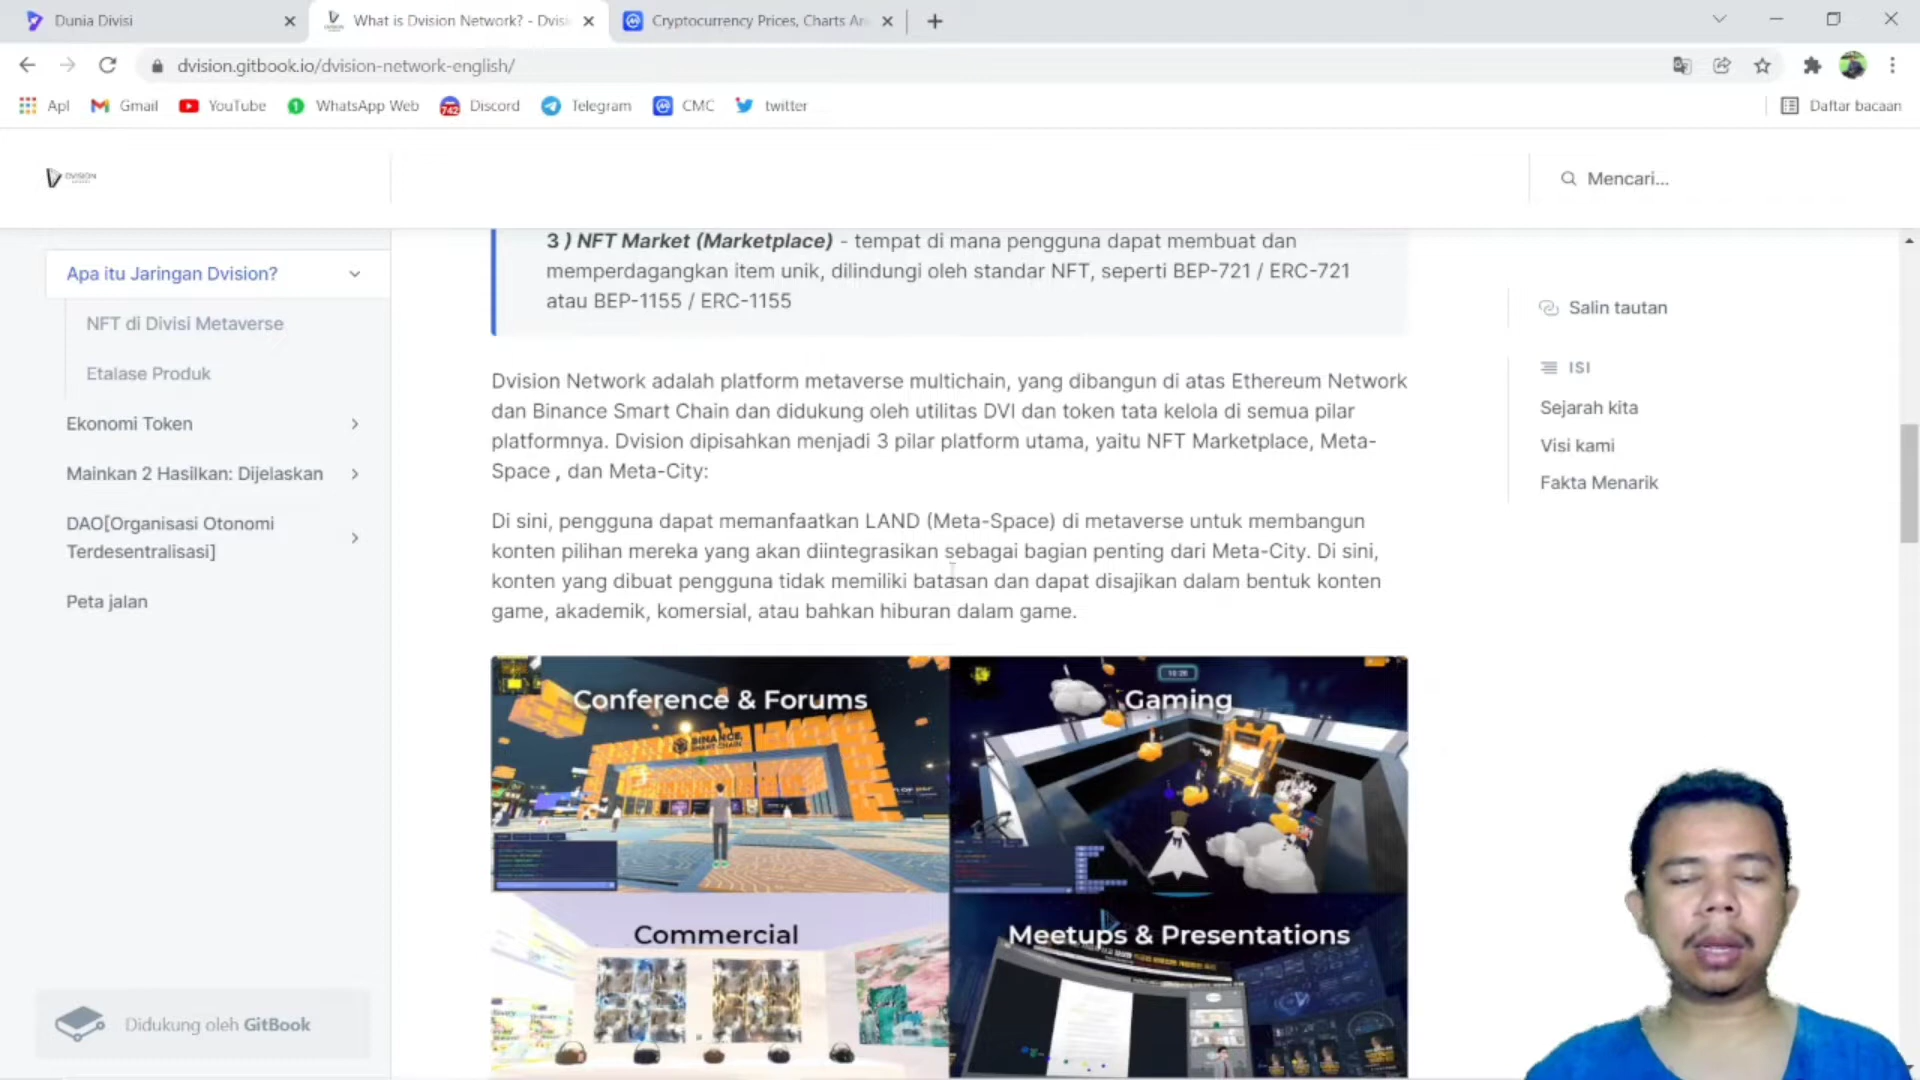 Dunia Divisi
What is Dvision Network? - Dvisi
Cryptocurrency Prices, Charts An
dvision.gitbook.io/dvision-network-english/
Apl
Gmail
YouTube
WhatsApp Web
Discord
Telegram
CMC
twitter
Daftar bacaan
DVISION
Mencari...
Apa itu Jaringan Dvision?
NFT di Divisi Metaverse
Etalase Produk
Ekonomi Token
Mainkan 2 Hasilkan: Dijelaskan
DAO[Organisasi Otonomi
Terdesentralisasi]
Peta jalan
Didukung oleh GitBook
3 ) NFT Market (Marketplace) - tempat di mana pengguna dapat membuat dan
memperdagangkan item unik, dilindungi oleh standar NFT, seperti BEP-721 / ERC-721
atau BEP-1155 / ERC-1155
Dvision Network adalah platform metaverse multichain, yang dibangun di atas Ethereum Network
dan Binance Smart Chain dan didukung oleh utilitas DVI dan token tata kelola di semua pilar
platformnya. Dvision dipisahkan menjadi 3 pilar platform utama, yaitu NFT Marketplace, Meta-
Space , dan Meta-City:
Di sini, pengguna dapat memanfaatkan LAND (Meta-Space) di metaverse untuk membangun
konten pilihan mereka yang akan diintegrasikan sebagai bagian penting dari Meta-City. Di sini,
konten yang dibuat pengguna tidak memiliki batasan dan dapat disajikan dalam bentuk konten
game, akademik, komersial, atau bahkan hiburan dalam game.
Conference & Forums
BINANCE
SMART CHAIN
Gaming
Commercial
Meetups & Presentations
Salin tautan
ISI
Sejarah kita
Visi kami
Fakta Menarik